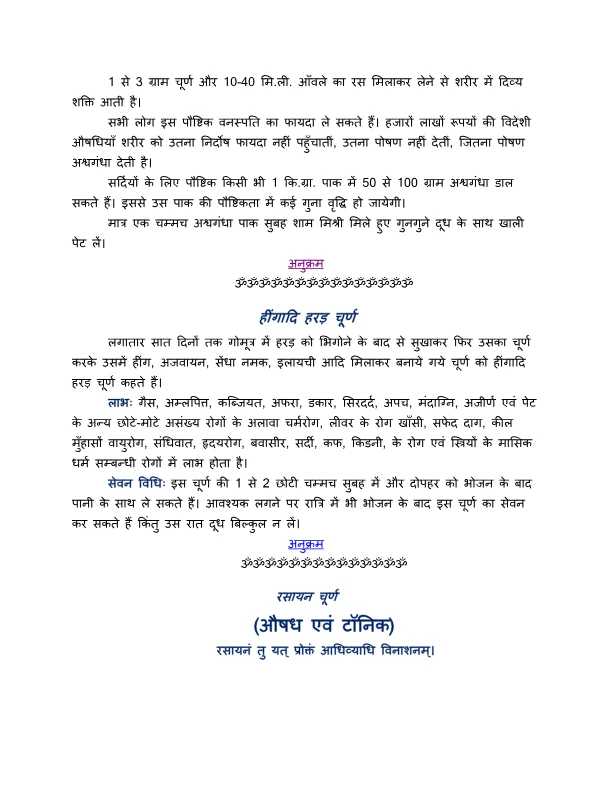 1 से 3 ग्राम चूर्ण और 10-40 मि.ली. आँवले का रस मिलाकर लेने से शरीर में दिव्य
शक्ति आती है।
सभी लोग इस पौष्टिक वनस्पति का फायदा ले सकते हैं। हजारों लाखों रूपयों की विदेशी
औषधियाँ शरीर को उतना निर्दोष फायदा नहीं पहुँचातीं, उतना पोषण नहीं देतीं, जितना पोषण
अश्वगंधा देती है।
सर्दियों के लिए पौष्टिक किसी भी 1 कि.ग्रा. पाक में 50 से 100 ग्राम अश्वगंधा डाल
सकते हैं। इससे उस पाक की पौष्टिकता में कई गुना वृद्धि हो जायेगी।
मात्र एक चम्मच अश्वगंधा पाक सुबह शाम मिश्री मिले हुए गुनगुने दूध के साथ खाली
पेट लें।
अनुक्रम
ॐॐॐॐॐॐॐॐॐॐॐॐॐॐॐ
हींगादि हरड़ चूर्ण
लगातार सात दिनों तक गोमूत्र में हरड़ को भिगोने के बाद से सुखाकर फिर उसका चूर्ण
करके उसमें हींग, अजवायन, सेंधा नमक, इलायची आदि मिलाकर बनाये गये चूर्ण को हींगादि
हरड़ चूर्ण कहते हैं।
लाभः गैस, अम्लपित्त, कब्जियत, अफरा, डकार, सिरदर्द, अपच, मंदाग्नि, अजीर्ण एवं पेट
के अन्य छोटे-मोटे असंख्य रोगों के अलावा चर्मरोग, लीवर के रोग खाँसी, सफेद दाग, कील
मुँहासों वायुरोग, संधिवात, हृदयरोग, बवासीर, सर्दी, कफ, किडनी, के रोग एवं स्त्रियों के मासिक
धर्म सम्बन्धी रोगों में लाभ होता है।
सेवन विधिः इस चूर्ण की 1 से 2 छोटी चम्मच सुबह में और दोपहर को भोजन के बाद
पानी के साथ ले सकते हैं। आवश्यक लगने पर रात्रि में भी भोजन के बाद इस चूर्ण का सेवन
कर सकते हैं किंतु उस रात दूध बिल्कुल न लें।
अनुक्रम
ॐॐॐॐॐॐॐॐॐॐॐॐॐॐ
रसायन चूर्ण
(औषध एवं टॉनिक)
रसायनं तु यत् प्रोक्तं आधिव्याधि विनाशनम्।